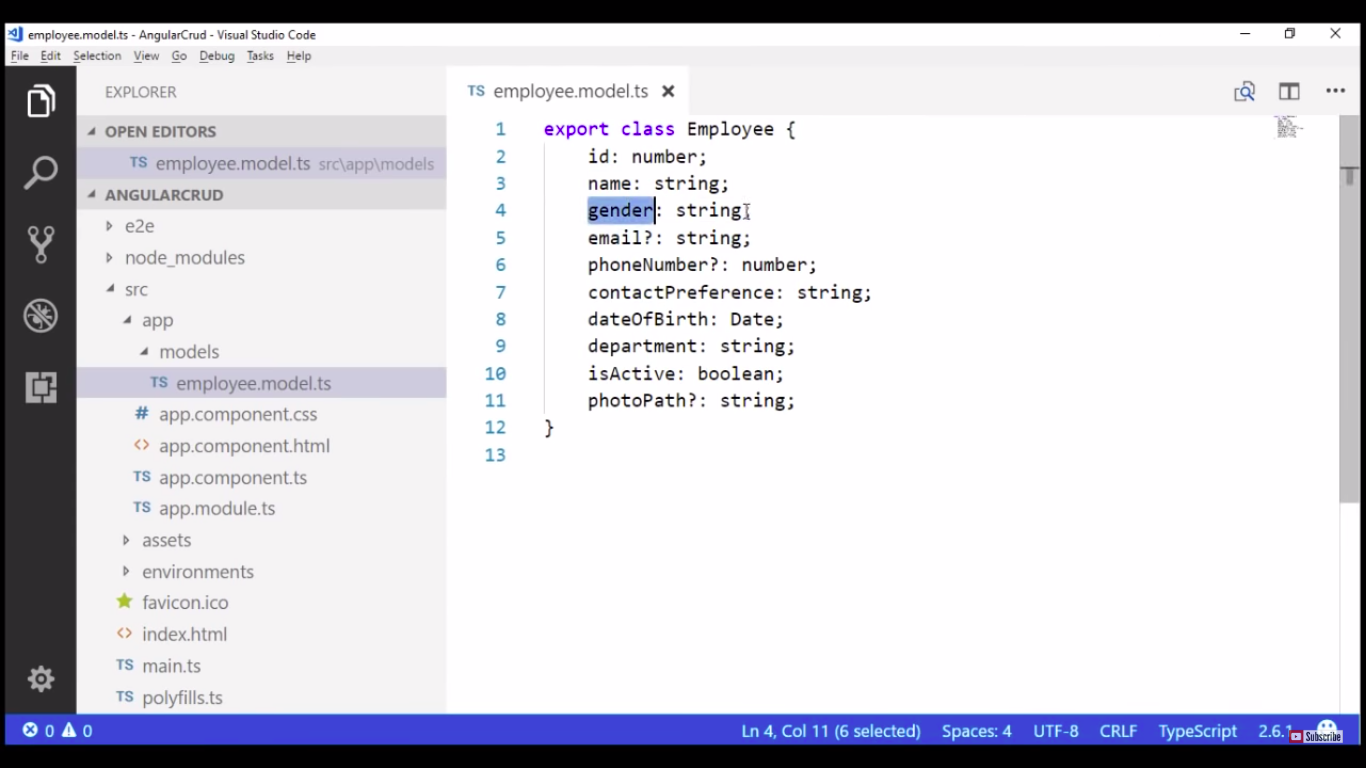 employee.model.ts - AngularCrud - Visual Studio Code
File Edit Selection View Go Debug Tasks Help
EXPLORER
OPEN EDITORS
TS employee.model.ts src\app\models
ANGULARCRUD
e2e
node_modules
src
app
models
TS employee.model.ts
# app.component.css
<> app.component.html
TS app.component.ts
TS app.module.ts
assets
environments
favicon.ico
<> index.html
TS main.ts
TS polyfills.ts
TS employee.model.ts
1 export class Employee {
2 id: number;
3 name: string;
4 gender: string;
5 email?: string;
6 phoneNumber?: number;
7 contactPreference: string;
8 dateOfBirth: Date;
9 department: string;
10 isActive: boolean;
11 photoPath?: string;
12 }
13
0 0 Ln 4, Col 11 (6 selected) Spaces: 4 UTF-8 CRLF TypeScript 2.6.1
Subscribe